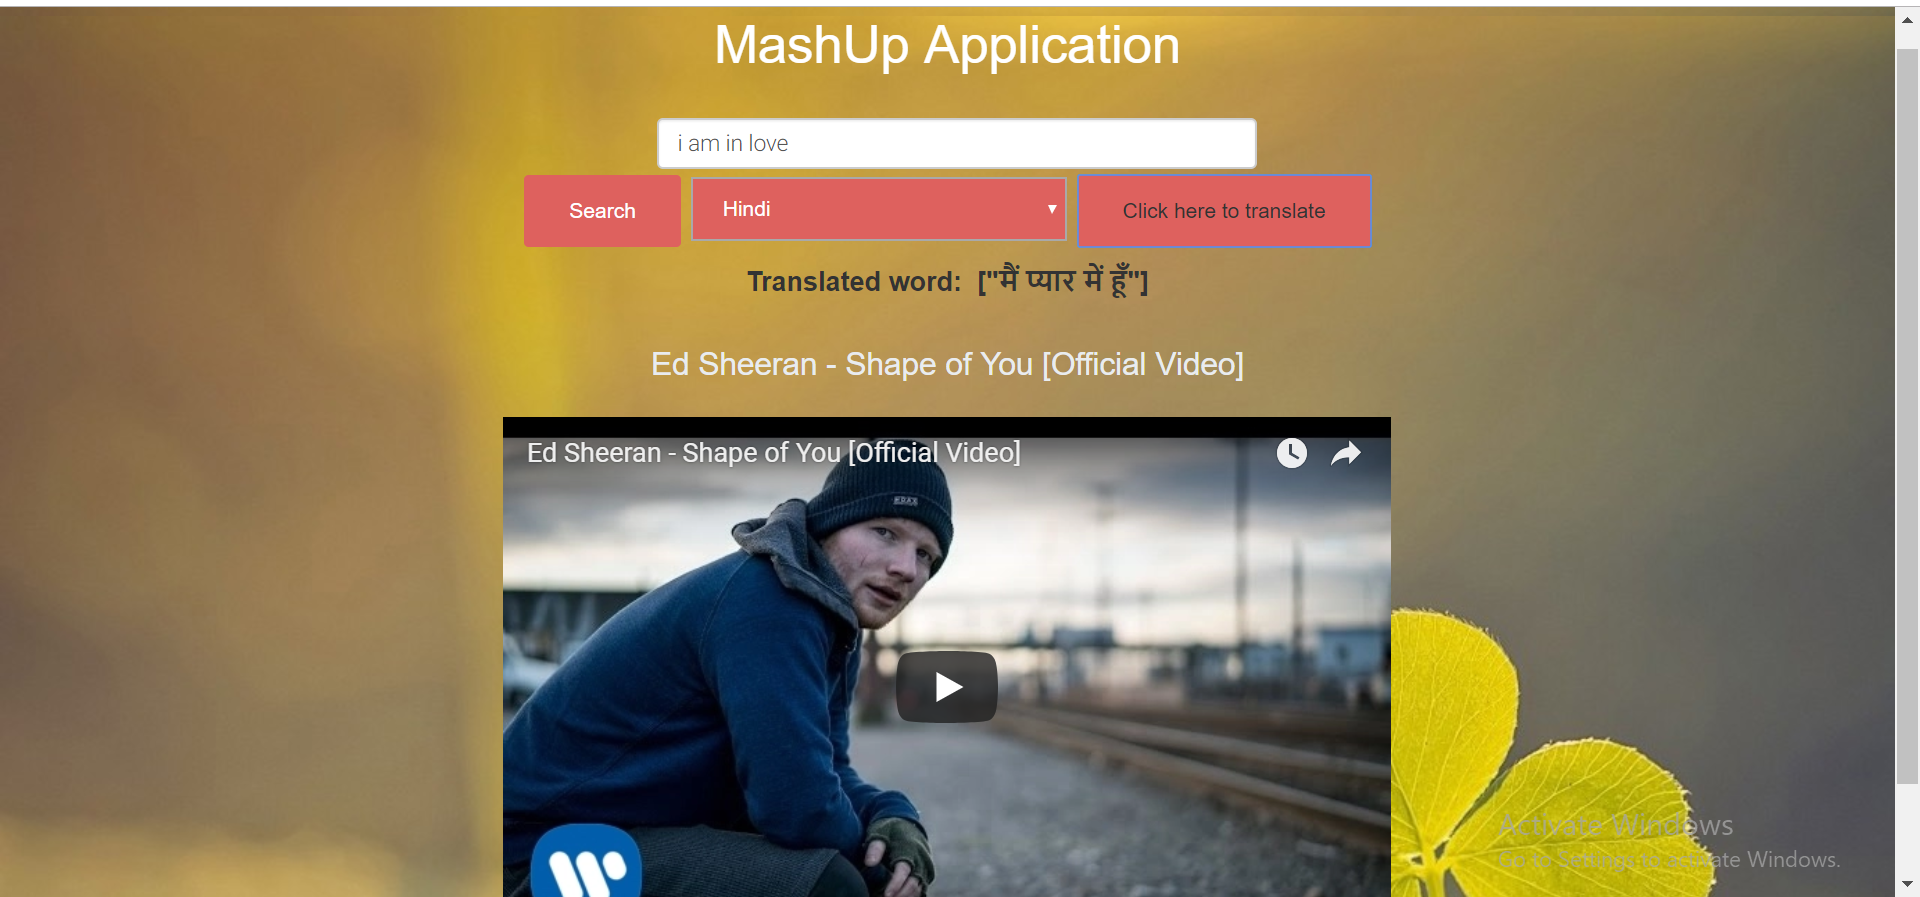 MashUp Application
i am in love
Search
Hindi
Click here to translate
Translated word: ["मैं प्यार में हूँ"]
Ed Sheeran - Shape of You [Official Video]
Ed Sheeran - Shape of You [Official Video]
Activate Windows
Go to Settings to activate Windows.